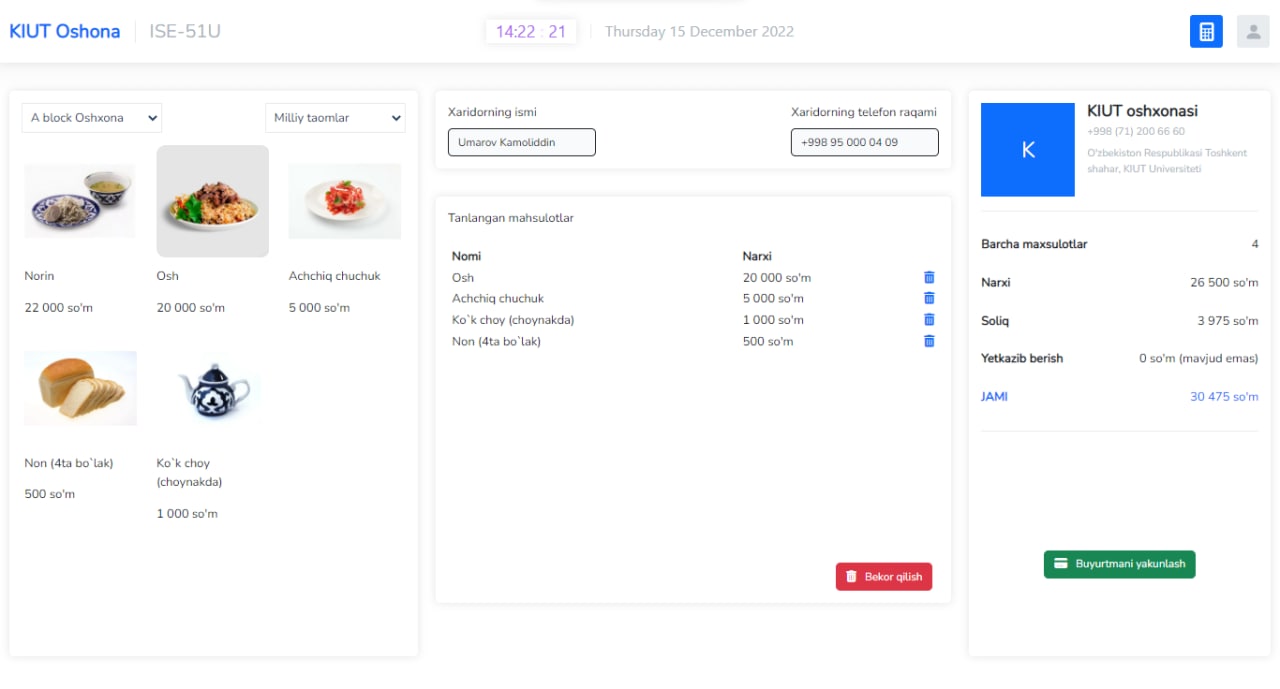 KIUT Oshona
ISE-51U
14:22 : 21
Thursday 15 December 2022
A block Oshxona
Milliy taomlar
Norin
22 000 so'm
Osh
20 000 so'm
Achchiq chuchuk
5 000 so'm
Non (4ta bo`lak)
500 so'm
Ko`k choy
(choynakda)
1 000 so'm
Xaridorning ismi
Umarov Kamoliddin
Xaridorning telefon raqami
+998 95 000 04 09
Tanlangan mahsulotlar
Nomi Narxi
Osh 20 000 so'm
Achchiq chuchuk 5 000 so'm
Ko`k choy (choynakda) 1 000 so'm
Non (4ta bo`lak) 500 so'm
Bekor qilish
K
KIUT oshxonasi
+998 (71) 200 66 60
O'zbekiston Respublikasi Toshkent
shahar, KIUT Universiteti
Barcha maxsulotlar 4
Narxi 26 500 so'm
Soliq 3 975 so'm
Yetkazib berish 0 so'm (mavjud emas)
JAMI 30 475 so'm
Buyurtmani yakunlash